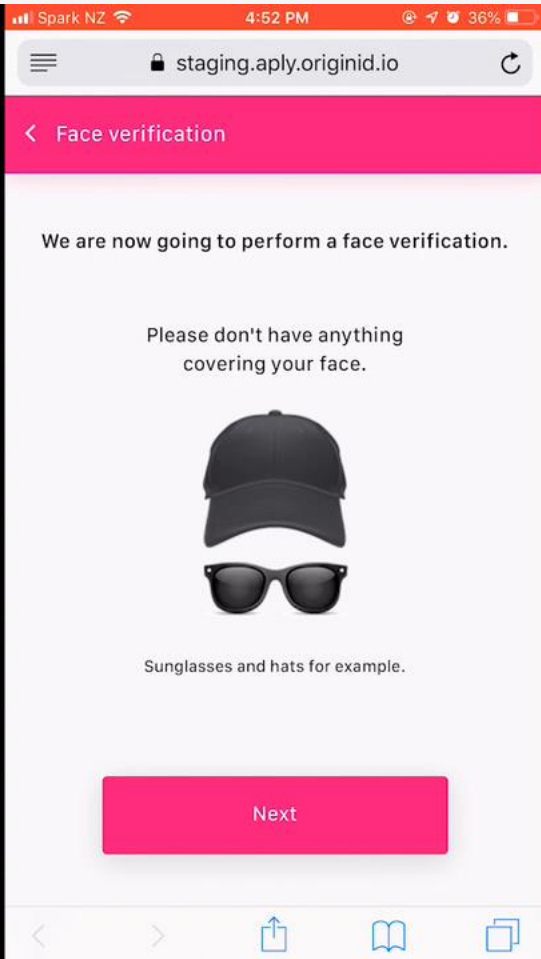 Spark NZ 4:52 PM 36%
staging.aply.originid.io
Face verification
We are now going to perform a face verification.
Please don't have anything
covering your face.
Sunglasses and hats for example.
Next